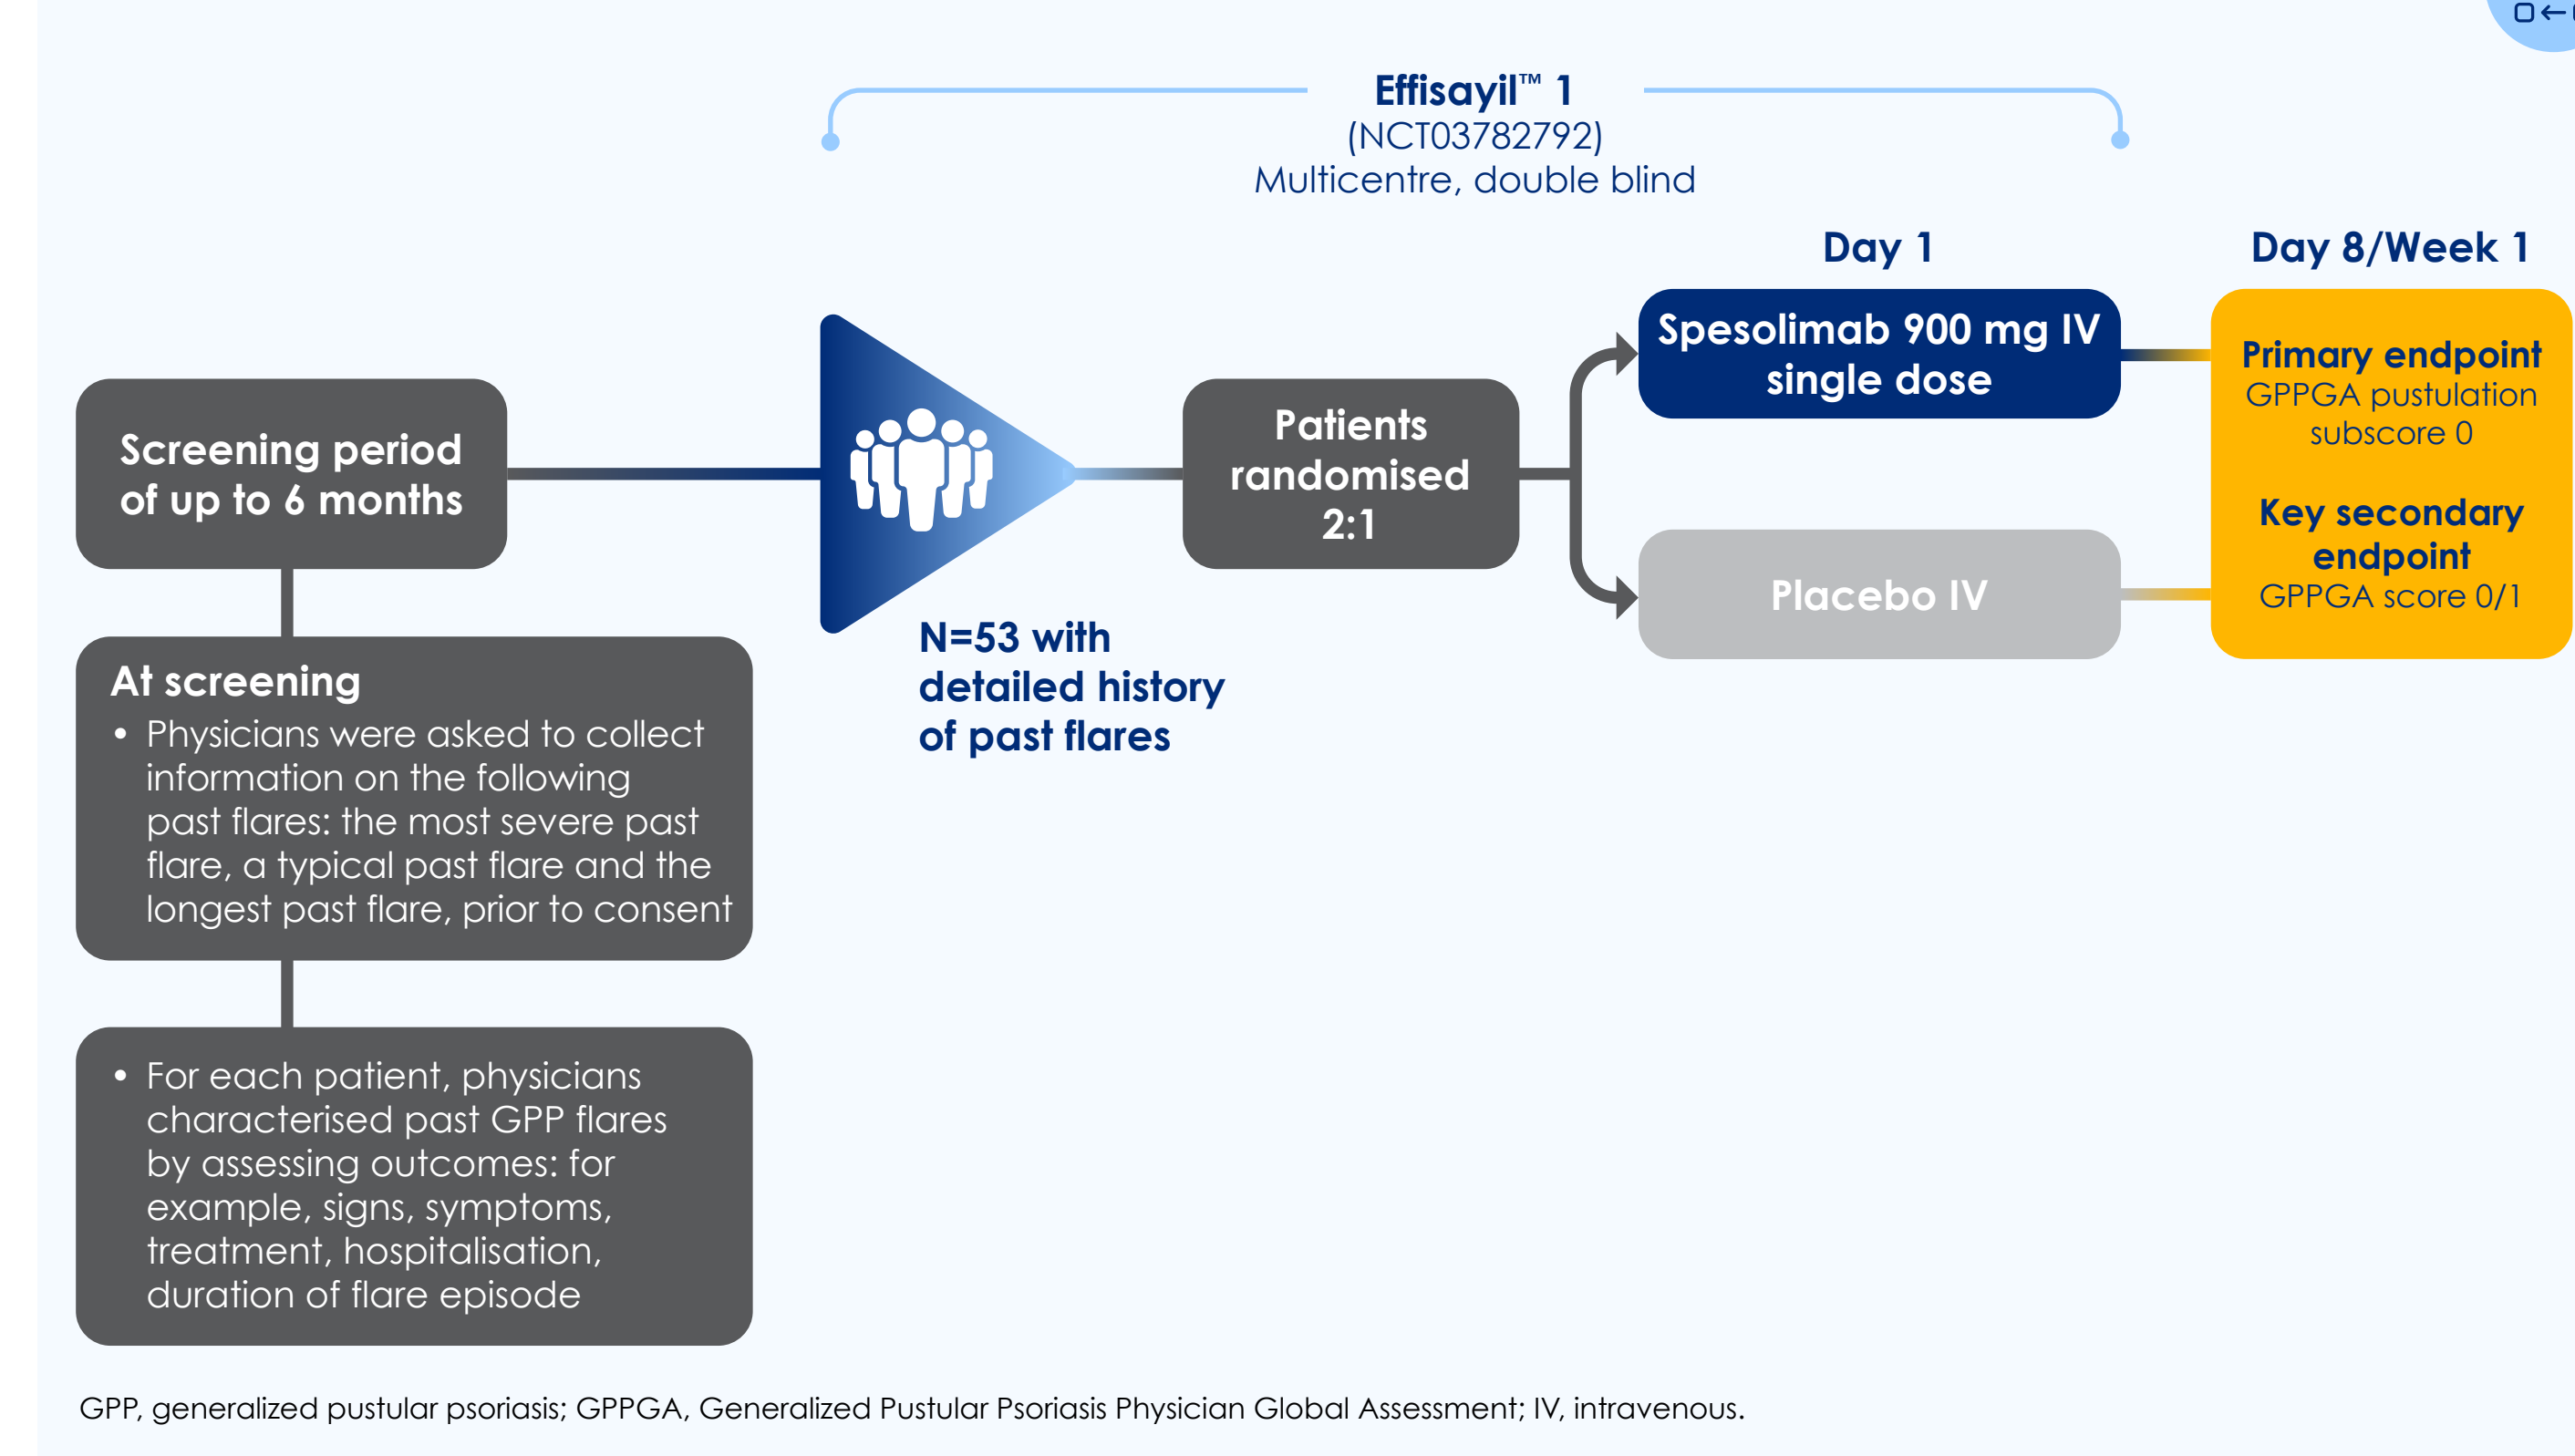 Effisayil™ 1
(NCT03782792)
Multicentre, double blind
Day 1
Day 8/Week 1
Screening period
of up to 6 months
N=53 with
detailed history
of past flares
Patients
randomised
2:1
Spesolimab 900 mg IV
single dose
Placebo IV
Primary endpoint
GPPGA pustulation
subscore 0
Key secondary
endpoint
GPPGA score 0/1
At screening
• Physicians were asked to collect
information on the following
past flares: the most severe past
flare, a typical past flare and the
longest past flare, prior to consent
• For each patient, physicians
characterised past GPP flares
by assessing outcomes: for
example, signs, symptoms,
treatment, hospitalisation,
duration of flare episode
GPP, generalized pustular psoriasis; GPPGA, Generalized Pustular Psoriasis Physician Global Assessment; IV, intravenous.